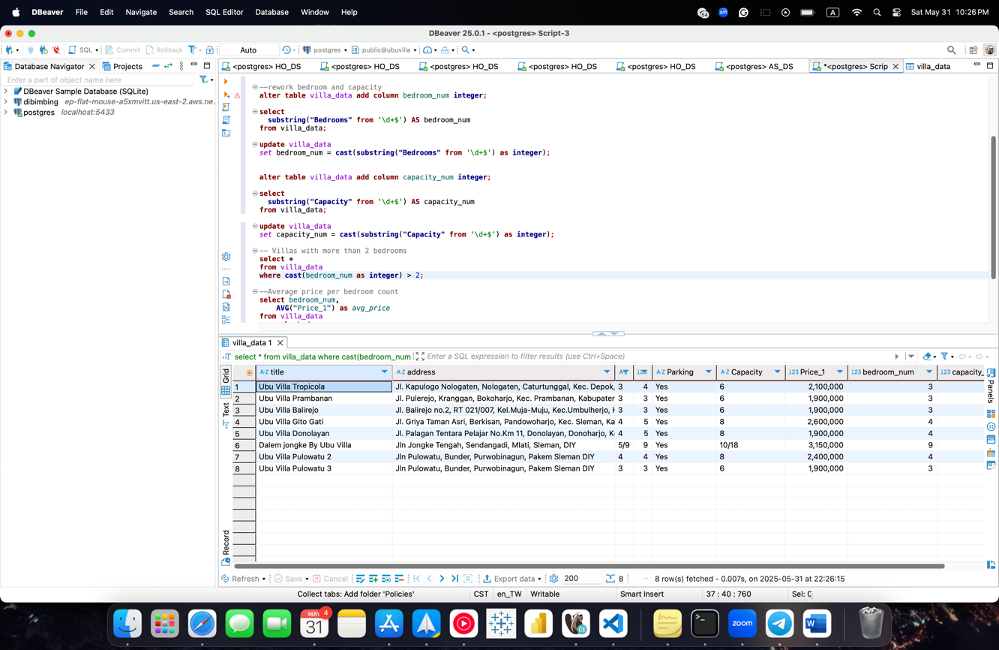 DBeaver File Edit Navigate Search SQL Editor Database Window Help
64 zm A Sat May 31 10:26 PM
DBeaver 25.0.1 - <postgres> Script-3
SQL Commit Rollback T Auto postgres public@ubuvilla
Database Navigator Projects
Enter a part of object name here
DBeaver Sample Database (SQLite)
dibimbing ep-flat-mouse-a5xmvitt.us-east-2.aws.ne
postgres localhost:5433
<postgres> HO_DS <postgres> HO_DS <postgres> HO_DS <postgres> HO_DS <postgres> HO_DS <postgres> AS_DS *<postgres> Scrip villa_data
--rework bedroom and capacity
alter table villa_data add column bedroom_num integer;
select
substring("Bedrooms" from '\d+$') AS bedroom_num
from villa_data;
update villa_data
set bedroom_num = cast(substring("Bedrooms" from '\d+$') as integer);
alter table villa_data add column capacity_num integer;
select
substring("Capacity" from '\d+$') AS capacity_num
from villa_data;
update villa_data
set capacity_num = cast(substring("Capacity" from '\d+$') as integer);
-- Villas with more than 2 bedrooms
select *
from villa_data
where cast(bedroom_num as integer) > 2;
--Average price per bedroom count
select bedroom_num,
AVG("Price_1") as avg_price
from villa_data
villa_data 1
select * from villa_data where cast(bedroom_num Enter a SQL expression to filter results (use Ctrl+Space)
Grid
Text
Record
Panels
A-Z title A-Z address 123 A-Z Parking A-Z Capacity 123 Price_1 123 bedroom_num 123 capacity_
1 Ubu Villa Tropicola Jl. Kapulogo Nologaten, Nologaten, Caturtunggal, Kec. Depok, 3 4 Yes 6 2,100,000 3
2 Ubu Villa Prambanan Jl. Pulerejo, Kranggan, Bokoharjo, Kec. Prambanan, Kabupater 3 3 Yes 6 1,900,000 3
3 Ubu Villa Balirejo Jl. Balirejo no.2, RT 021/007, Kel.Muja-Muju, Kec.Umbulherjo, 3 3 Yes 6 1,900,000 3
4 Ubu Villa Gito Gati Jl. Griya Taman Asri, Berkisan, Pandowoharjo, Kec. Sleman, Ka 4 5 Yes 8 2,600,000 4
5 Ubu Villa Donolayan Jl. Palagan Tentara Pelajar No.Km 11, Donolayan, Donoharjo, K 4 5 Yes 8 1,900,000 4
6 Dalem jongke By Ubu Villa Jln Jongke Tengah, Sendangadi, Mlati, Sleman, DIY 5/9 9 Yes 10/18 3,150,000 9
7 Ubu Villa Pulowatu 2 Jln Pulowatu, Bunder, Purwobinagun, Pakem Sleman DIY 4 4 Yes 8 2,400,000 4
8 Ubu Villa Pulowatu 3 Jln Pulowatu, Bunder, Purwobinagun, Pakem Sleman DIY 3 3 Yes 6 1,900,000 3
Refresh Save Cancel Export data 200 8 8 row(s) fetched - 0.007s, on 2025-05-31 at 22:26:15
Collect tabs: Add folder 'Policies' CST en_TW Writable Smart Insert 37 : 40 : 760 Sel: 0
MAY 31 4 CE zoom W